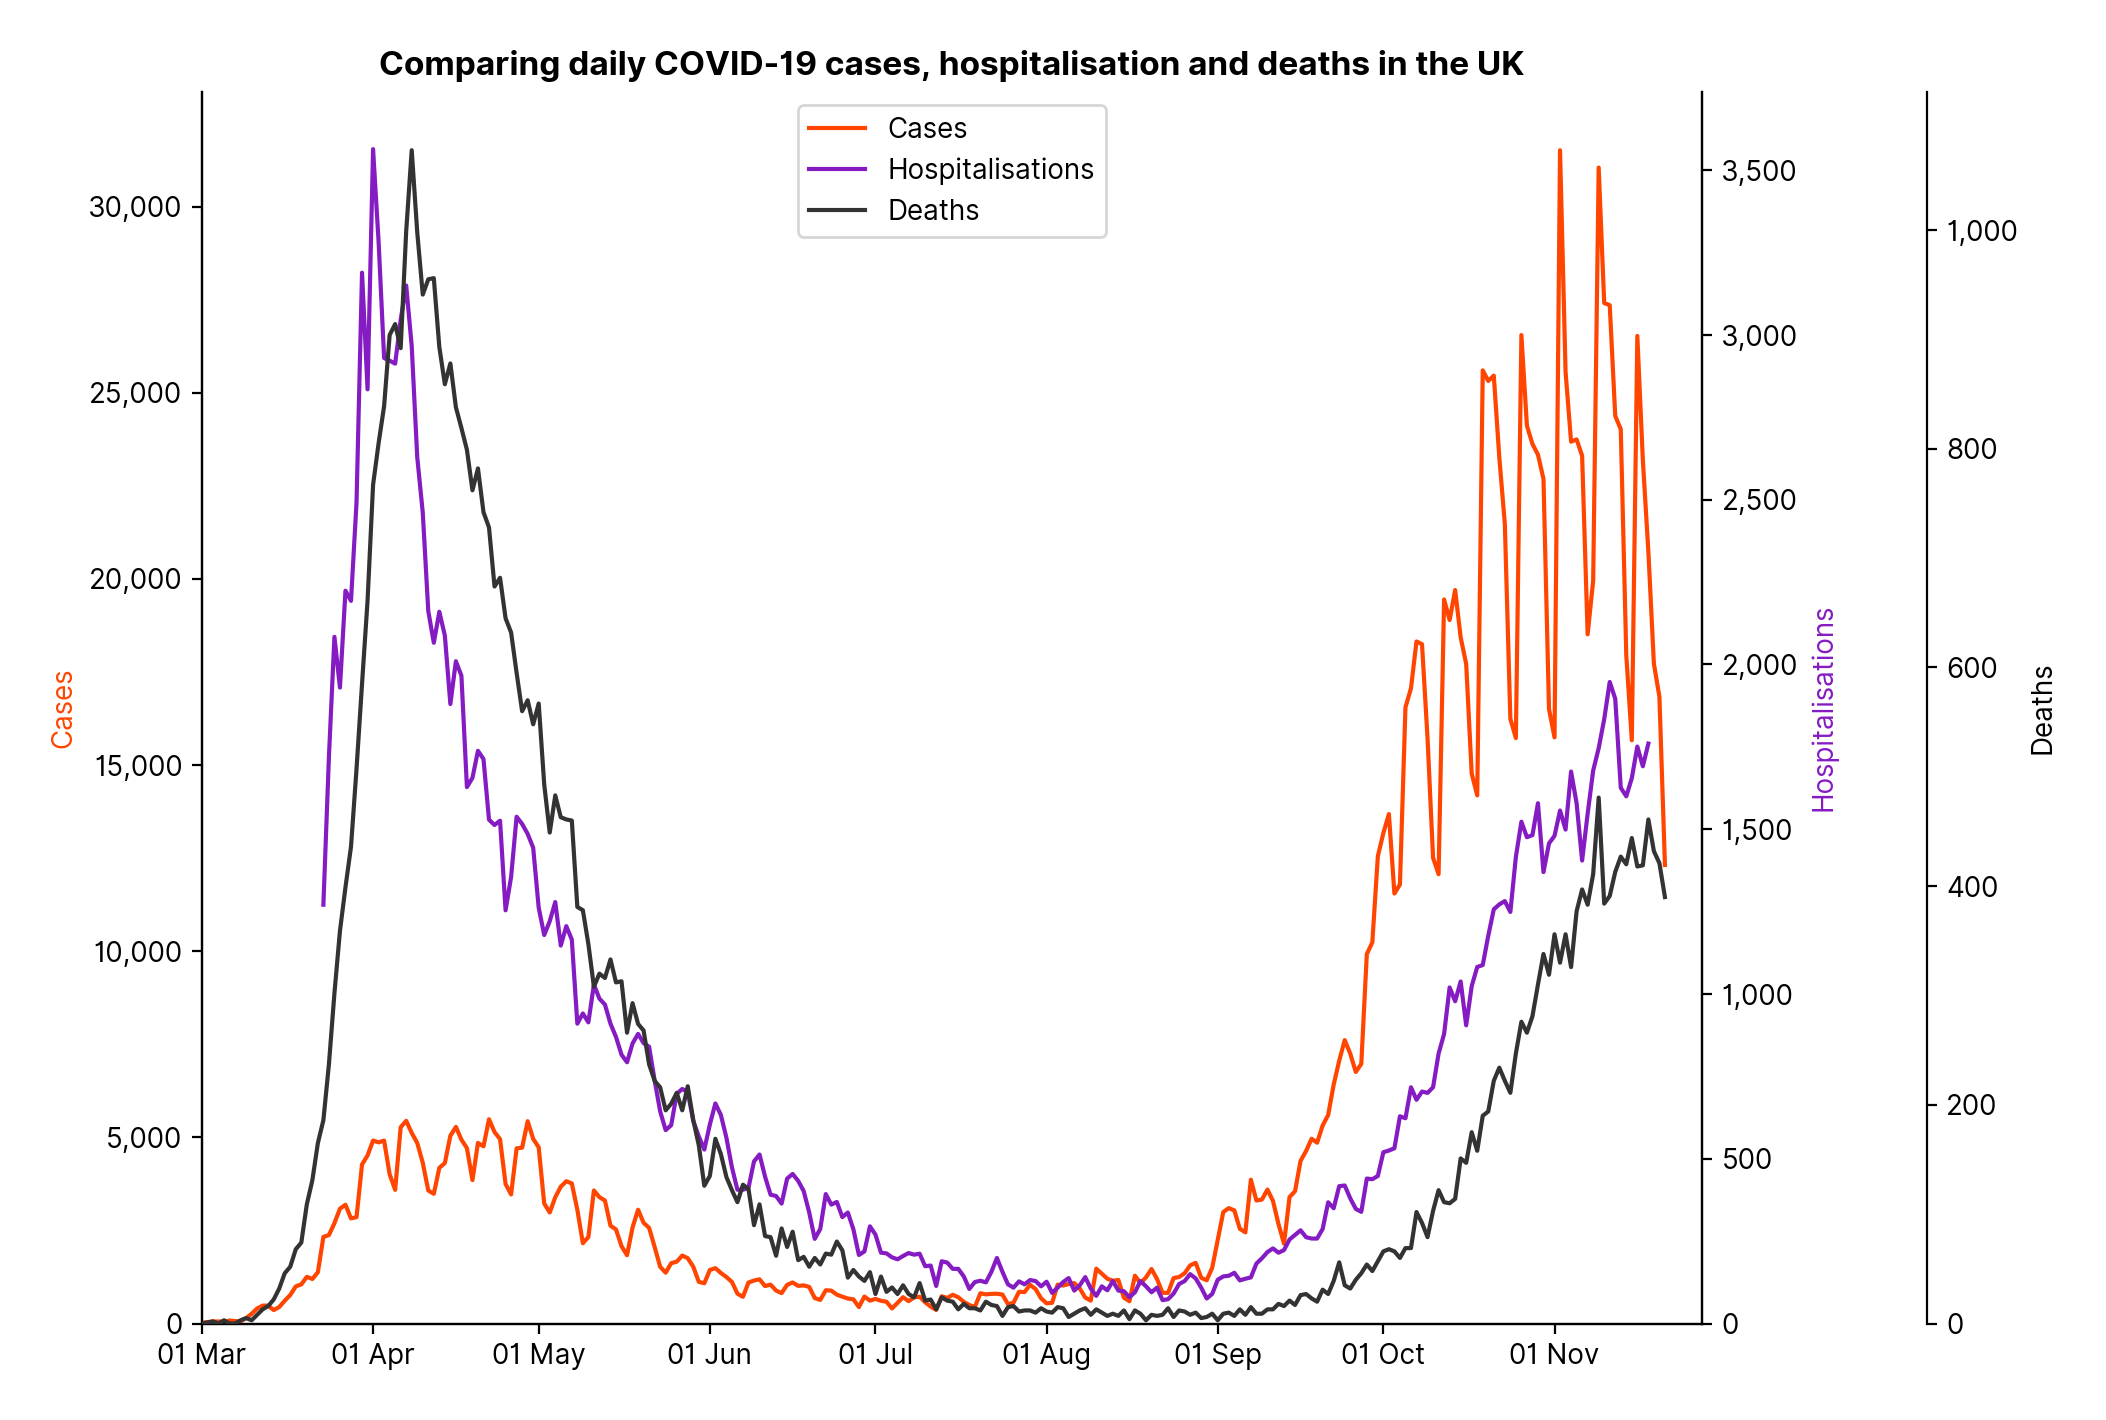 Comparing daily COVID-19 cases, hospitalisation and deaths in the UK
Cases
Hospitalisations
Deaths
30,000
25,000
20,000
15,000
10,000
5,000
0
Cases
3,500
3,000
2,500
2,000
1,500
1,000
500
0
Hospitalisations
1,000
800
600
400
200
0
Deaths
01 Mar
01 Apr
01 May
01 Jun
01 Jul
01 Aug
01 Sep
01 Oct
01 Nov